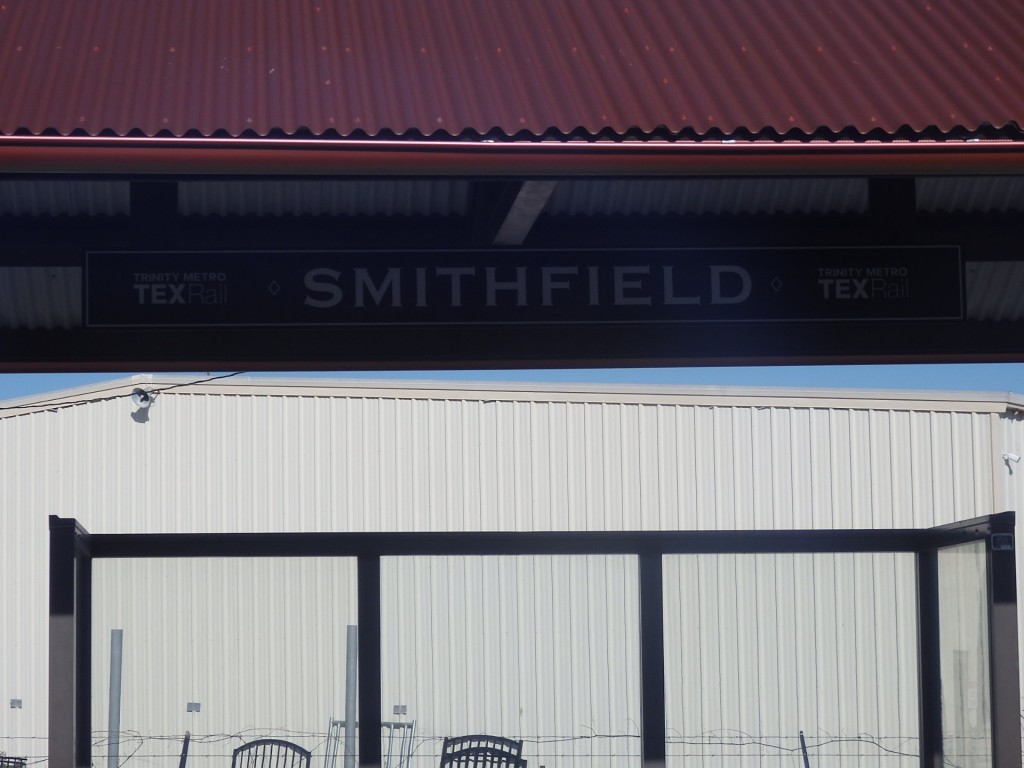 TRINITY METRO
TEXRail
SMITHFIELD
TRINITY METRO
TEXRail